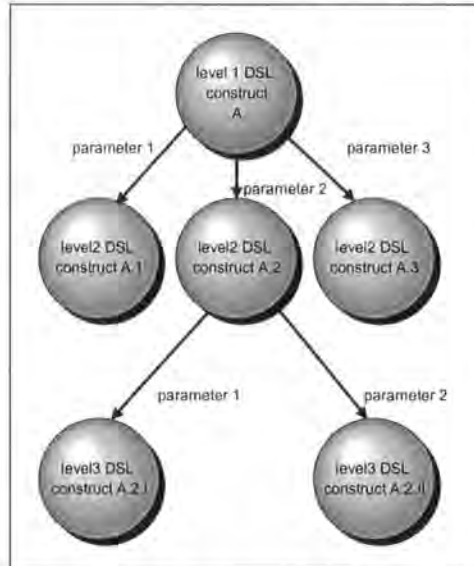 level 1 DSL
construct
A
parameter 1
parameter 3
parameter 2
level2 DSL
construct A.1
level2 DSL
construct A.2
level2 DSL
construct A.3
parameter 1
parameter 2
level3 DSL
construct A.2.I
level3 DSL
construct A.2.II